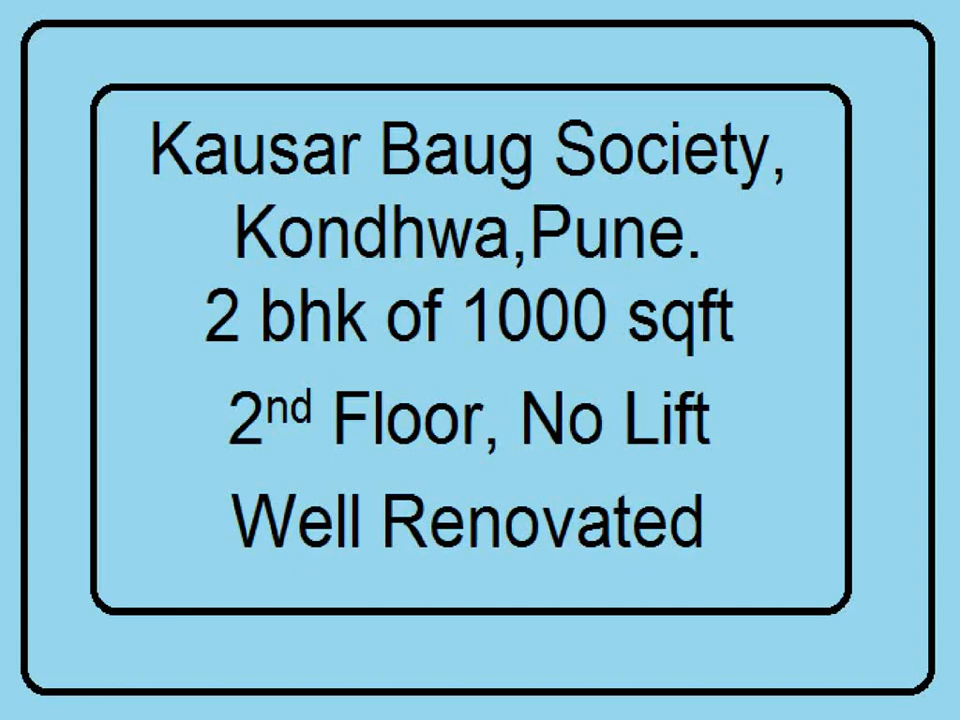 Kausar Baug Society,
Kondhwa,Pune.
2 bhk of 1000 sqft
2nd Floor, No Lift
Well Renovated